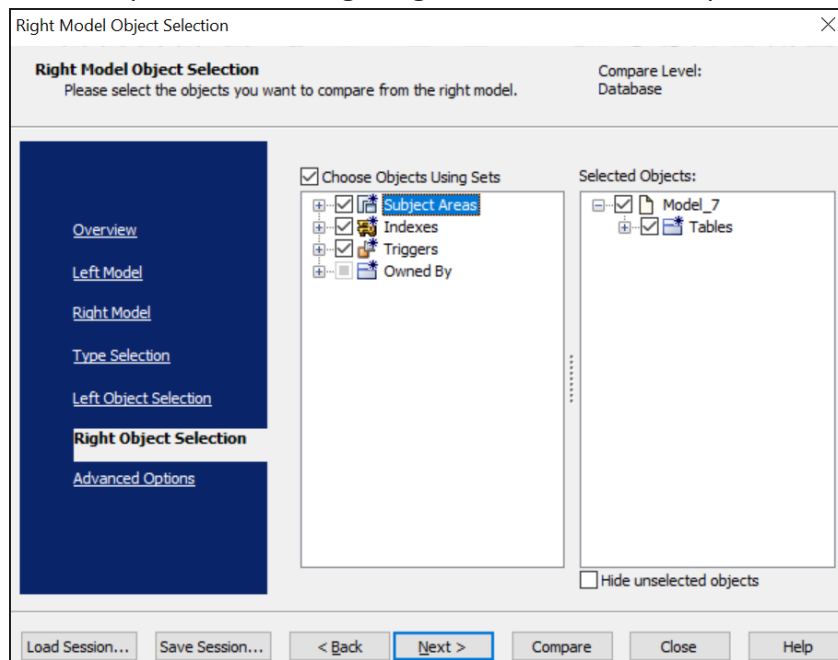 Right Model Object Selection
Right Model Object Selection
Please select the objects you want to compare from the right model.
Compare Level:
Database
Overview
Left Model
Right Model
Type Selection
Left Object Selection
Right Object Selection
Advanced Options
Choose Objects Using Sets
Subject Areas
Indexes
Triggers
Owned By
Selected Objects:
Model_7
Tables
Hide unselected objects
Load Session... Save Session... < Back Next > Compare Close Help